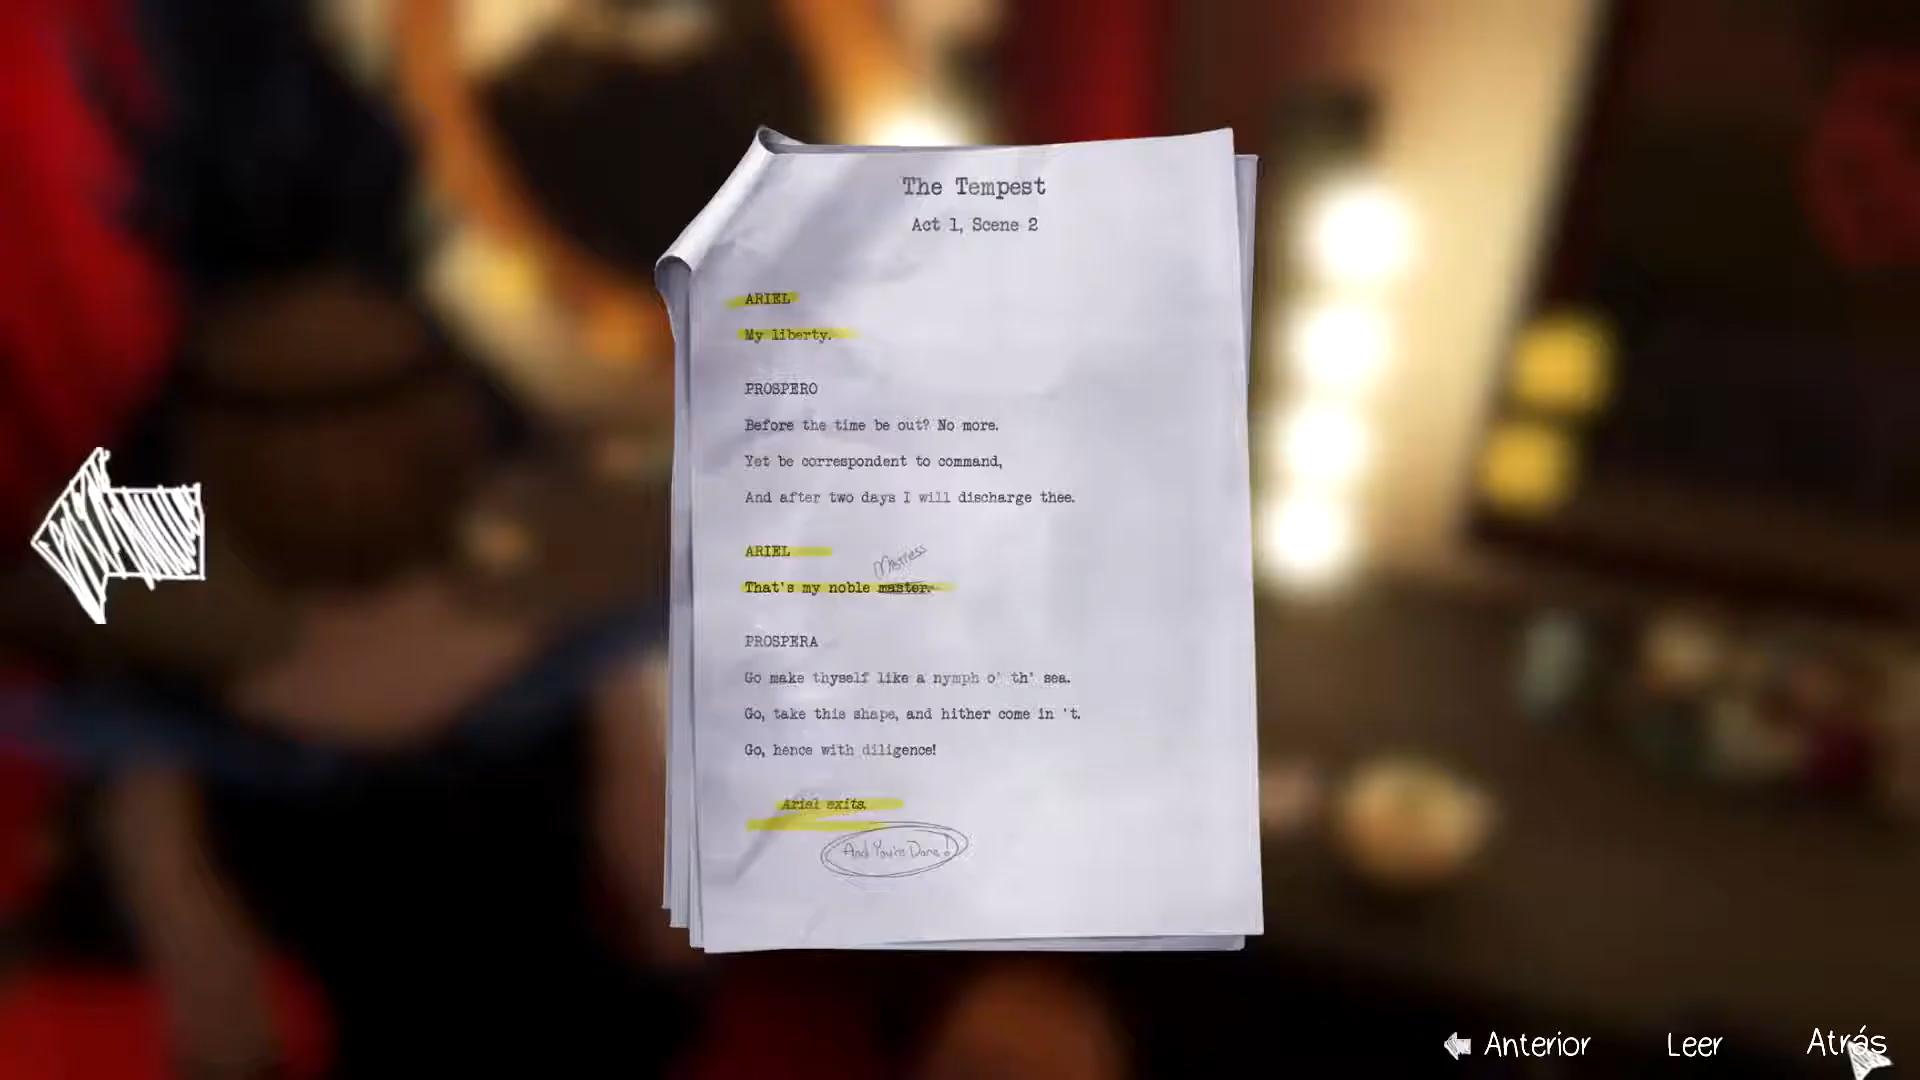 The Tempest
Act 1, Scene 2
ARIEL
My liberty.
PROSPERO
Before the time be out? No more.
Yet be correspondent to command,
And after two days I will discharge thee.
ARIEL
Mistress
That's my noble master.
PROSPERA
Go make thyself like a nymph o' th' sea.
Go, take this shape, and hither come in 't.
Go, hence with diligence!
Ariel exits.
And You're Done!
Anterior Leer Atrás